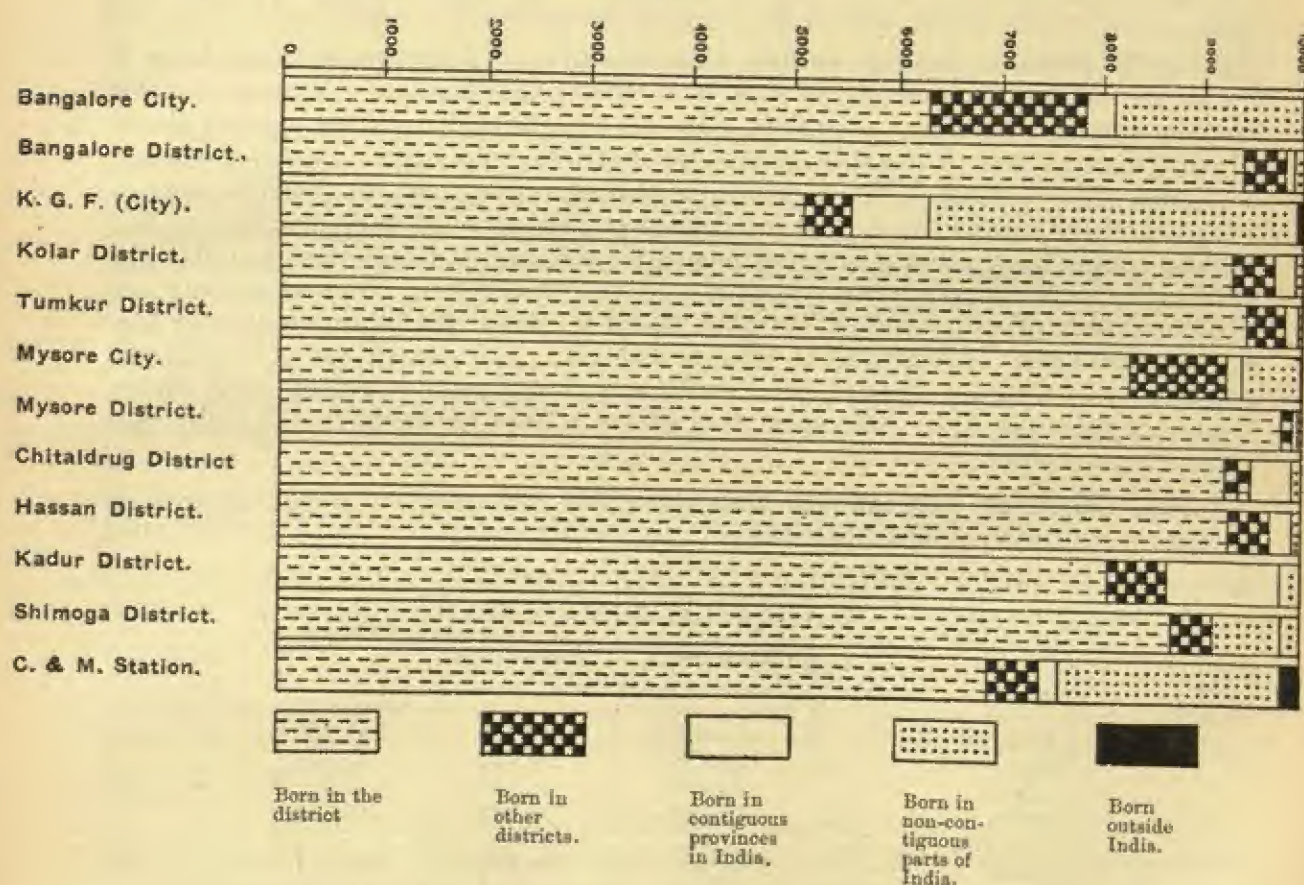 0 1000 2000 3000 4000 5000 6000 7000 8000 9000
Bangalore City.
Bangalore District.
K. G. F. (City).
Kolar District.
Tumkur District.
Mysore City.
Mysore District.
Chitaldrug District
Hassan District.
Kadur District.
Shimoga District.
C. & M. Station.
Born in the
district
Born in
other
districts.
Born in
contiguous
provinces
in India.
Born in
non-con-
tiguous
parts of
India.
Born
outside
India.